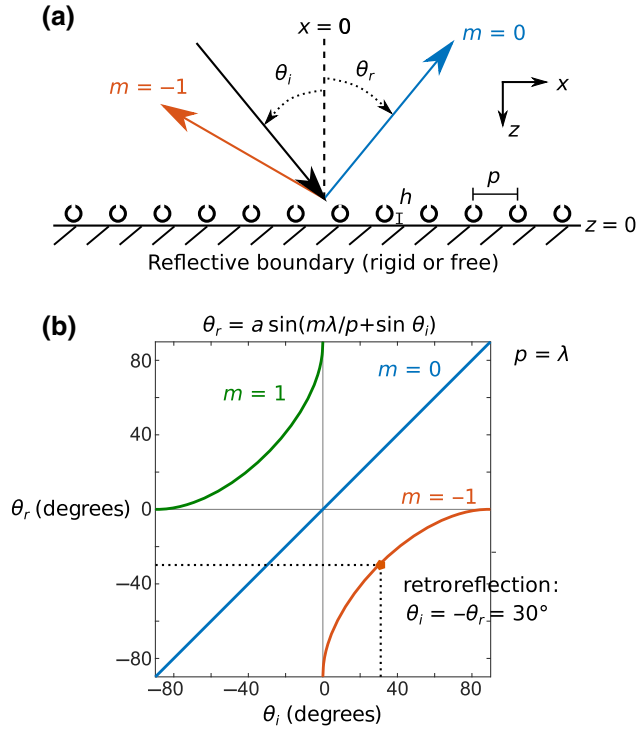 (a)
x = 0
m = 0
θi
θr
m = −1
x
z
h
p
z = 0
Reflective boundary (rigid or free)
(b)
θr = a sin(mλ/p+sin θi)
p = λ
80
m = 0
m = 1
40
m = −1
θr (degrees)
0
−40
retroreflection:
θi = −θr = 30°
−80
−80
−40
0
40
80
θi (degrees)